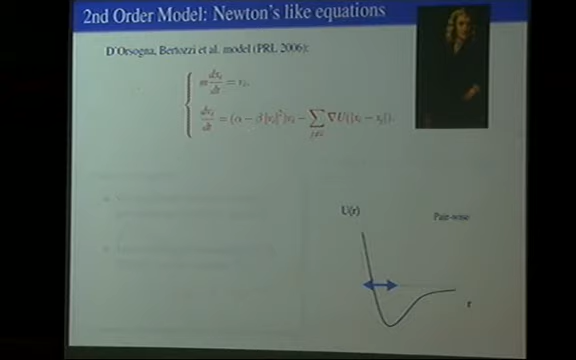 2nd Order Model: Newton's like equations
D'Orsogna, Bertozzi et al. model (PRL 2006):
m dx_i/dt = v_i,
dv_i/dt = (α − β |v_i|²)v_i − ∑_{j≠i} ∇U(|x_i − x_j|).
U(r)
Pair-wise
r